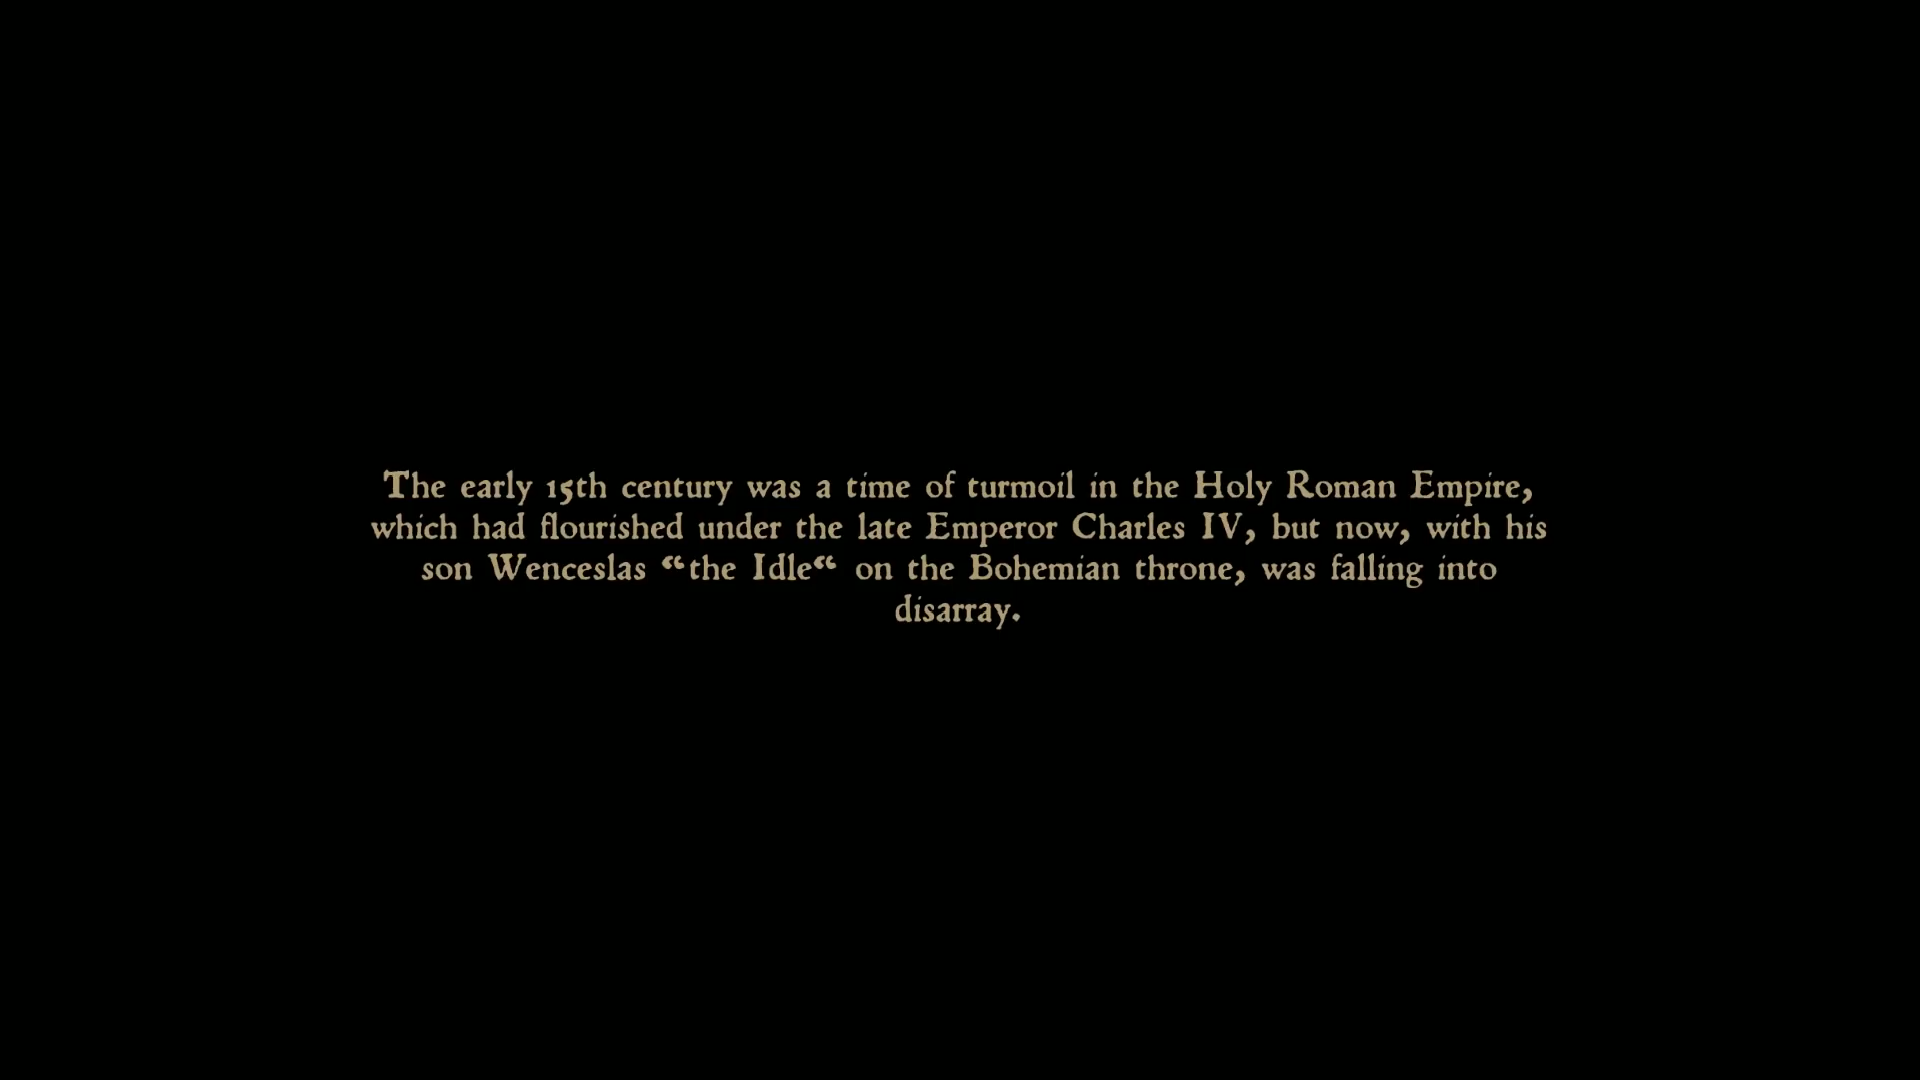 The early 15th century was a time of turmoil in the Holy Roman Empire,
which had flourished under the late Emperor Charles IV, but now, with his
son Wenceslas “the Idle“ on the Bohemian throne, was falling into
disarray.